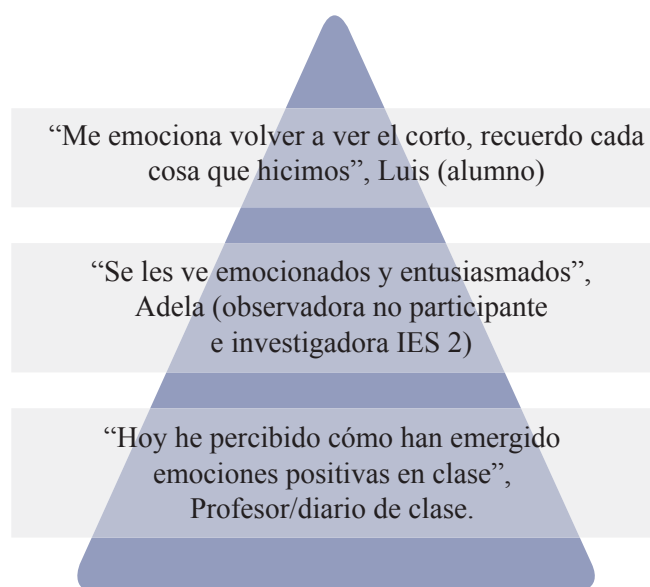 “Me emociona volver a ver el corto, recuerdo cada
cosa que hicimos”, Luis (alumno)
“Se les ve emocionados y entusiasmados”,
Adela (observadora no participante
e investigadora IES 2)
“Hoy he percibido cómo han emergido
emociones positivas en clase”,
Profesor/diario de clase.